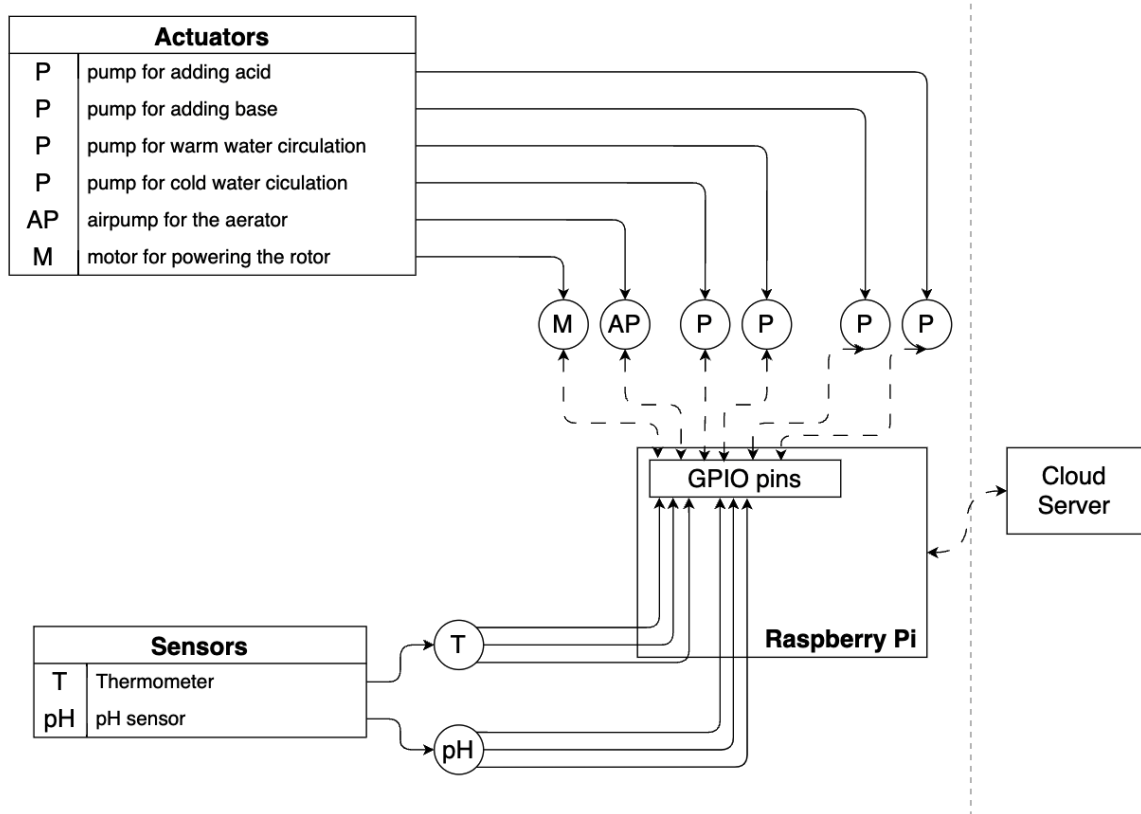 Actuators
P pump for adding acid
P pump for adding base
P pump for warm water circulation
P pump for cold water ciculation
AP airpump for the aerator
M motor for powering the rotor
M AP P P P P
GPIO pins
Cloud
Server
Raspberry Pi
Sensors
T Thermometer
pH pH sensor
T
pH